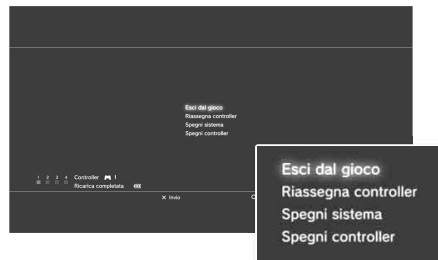 Esci dal gioco
Riassegna controller
Spegni sistema
Spegni controller
1 2 3 4 Controller 1
Ricarica completata
X Invio
Esci dal gioco
Riassegna controller
Spegni sistema
Spegni controller